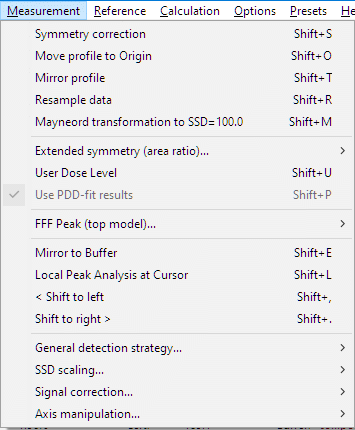 Measurement Reference Calculation Options Presets He
Symmetry correction Shift+S
Move profile to Origin Shift+O
Mirror profile Shift+T
Resample data Shift+R
Mayneord transformation to SSD=100.0 Shift+M
Extended symmetry (area ratio)...
User Dose Level Shift+U
Use PDD-fit results Shift+P
FFF Peak (top model)...
Mirror to Buffer Shift+E
Local Peak Analysis at Cursor Shift+L
< Shift to left Shift+,
Shift to right > Shift+.
General detection strategy...
SSD scaling...
Signal correction...
Axis manipulation...